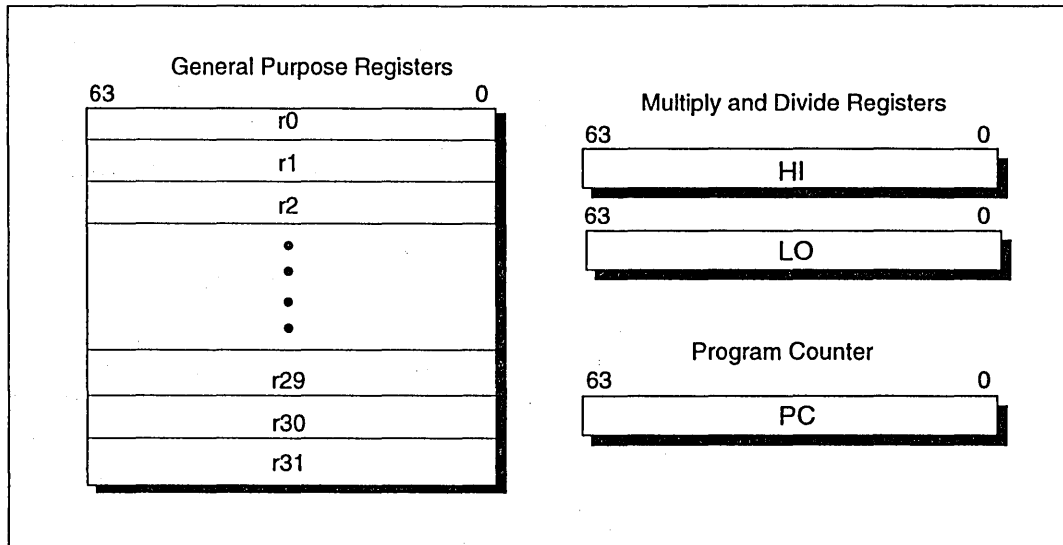 General Purpose Registers
63 0
r0
r1
r2
r29
r30
r31
Multiply and Divide Registers
63 0
HI
63 0
LO
Program Counter
63 0
PC